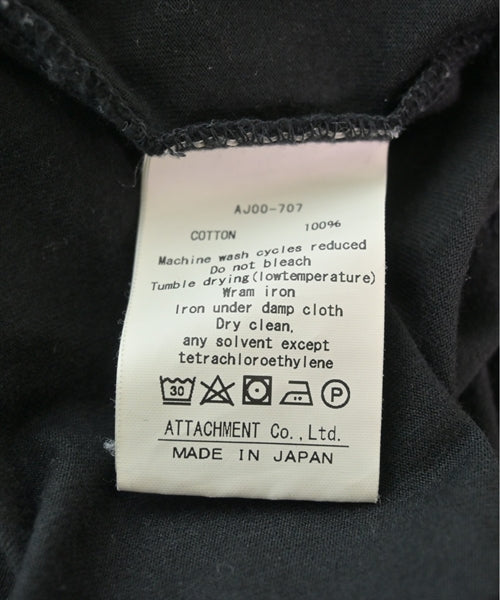 AJ00-707
COTTON 100%
Machine wash cycles reduced
Do not bleach
Tumble drying(lowtemperature)
Wram iron
Iron under damp cloth
Dry clean,
any solvent except
tetrachloroethylene
30 P
ATTACHMENT Co.,Ltd.
MADE IN JAPAN